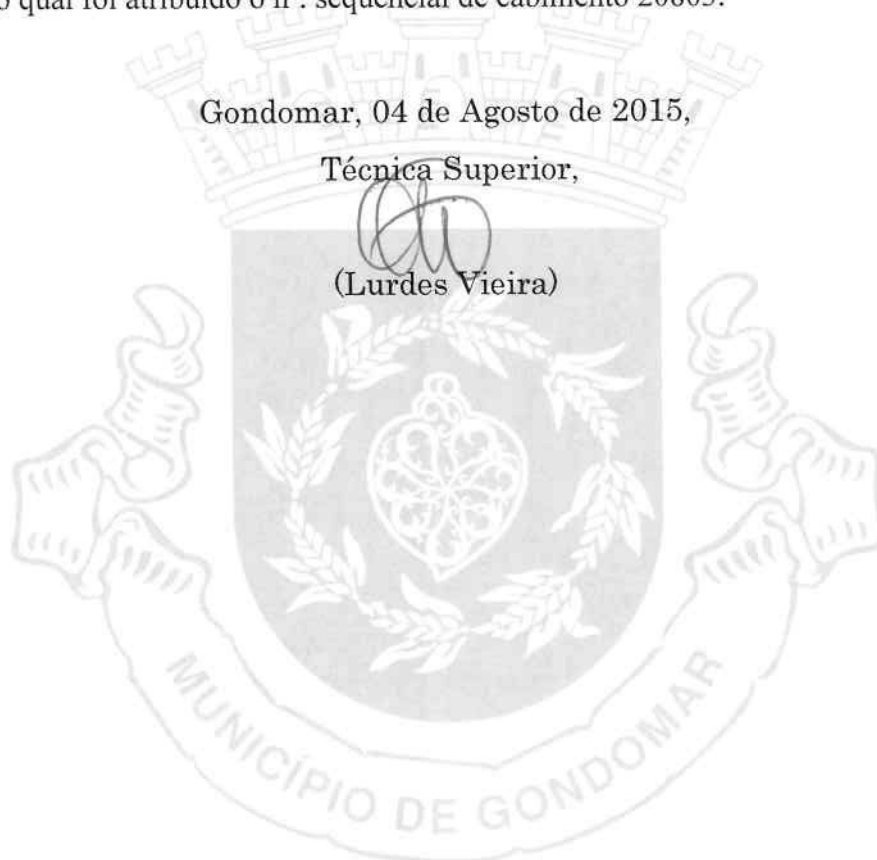 qual foi atribuído o nº. sequencial de cabimento
Gondomar, 04 de Agosto de 2015,
Técnica Superior,
(Lurdes Vieira)
MUNICÍPIO DE GONDOMAR